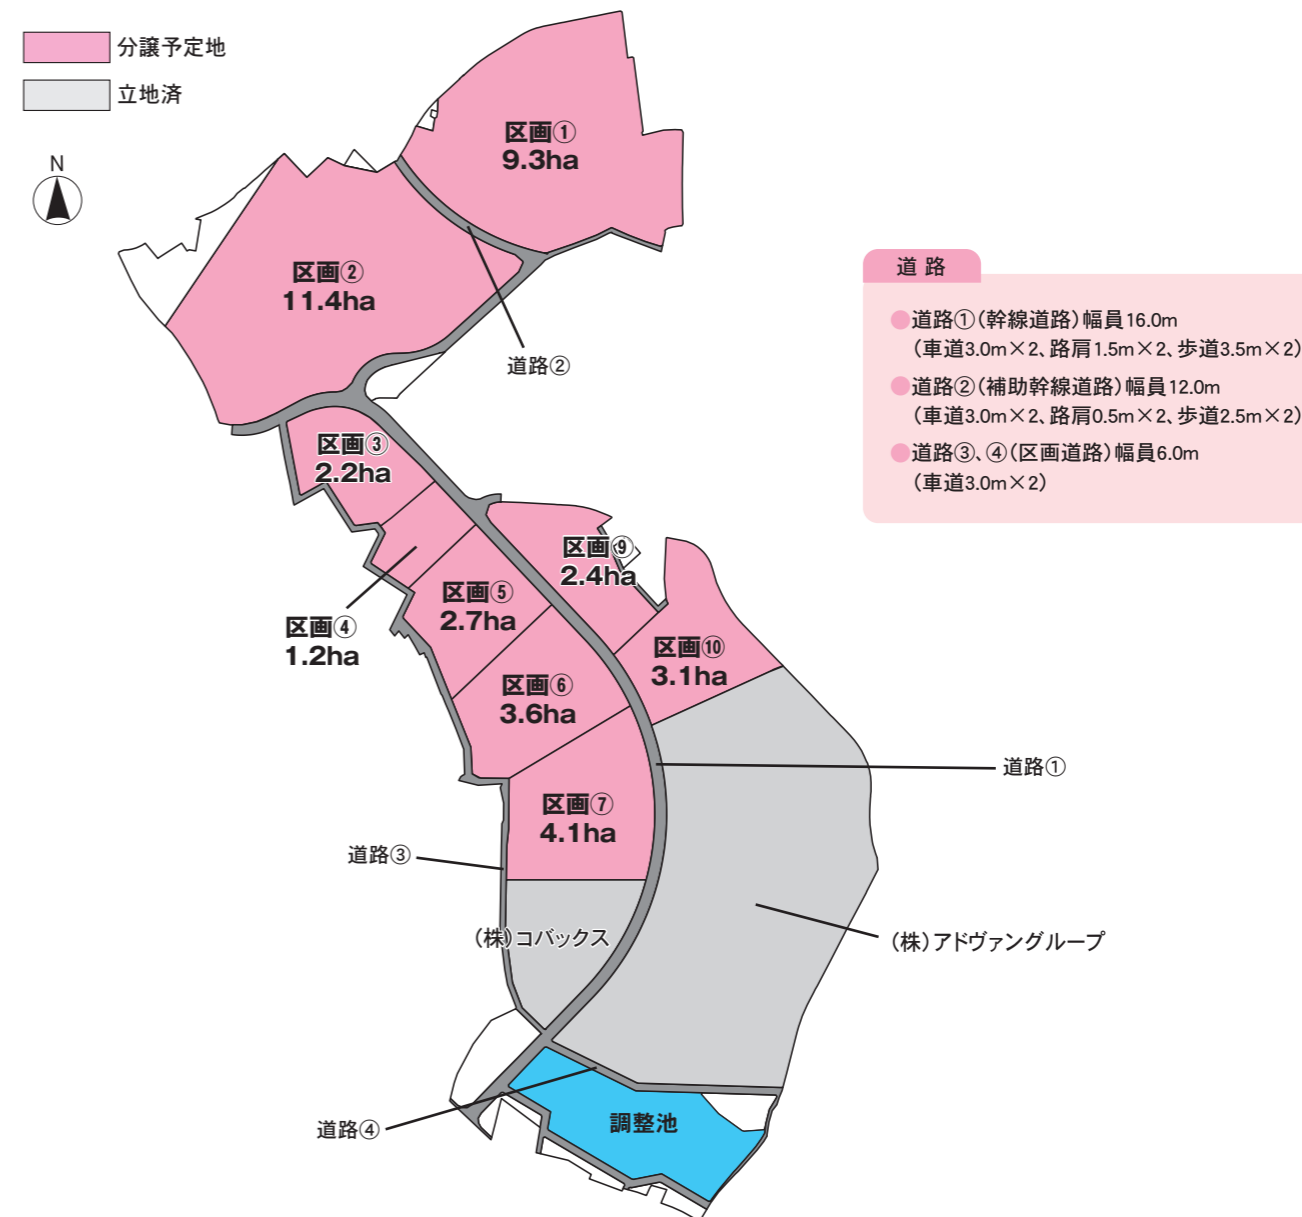 分譲予定地
立地済
N
区画①
9.3ha
区画②
11.4ha
道路②
道路
●道路①(幹線道路)幅員16.0m
(車道3.0m×2、路肩1.5m×2、歩道3.5m×2)
●道路②(補助幹線道路)幅員12.0m
(車道3.0m×2、路肩0.5m×2、歩道2.5m×2)
●道路③、④(区画道路)幅員6.0m
(車道3.0m×2)
区画③
2.2ha
区画④
1.2ha
区画⑤
2.7ha
区画⑨
2.4ha
区画⑩
3.1ha
区画⑥
3.6ha
区画⑦
4.1ha
道路①
道路③
(株)コバックス
(株)アドヴァングループ
道路④
調整池